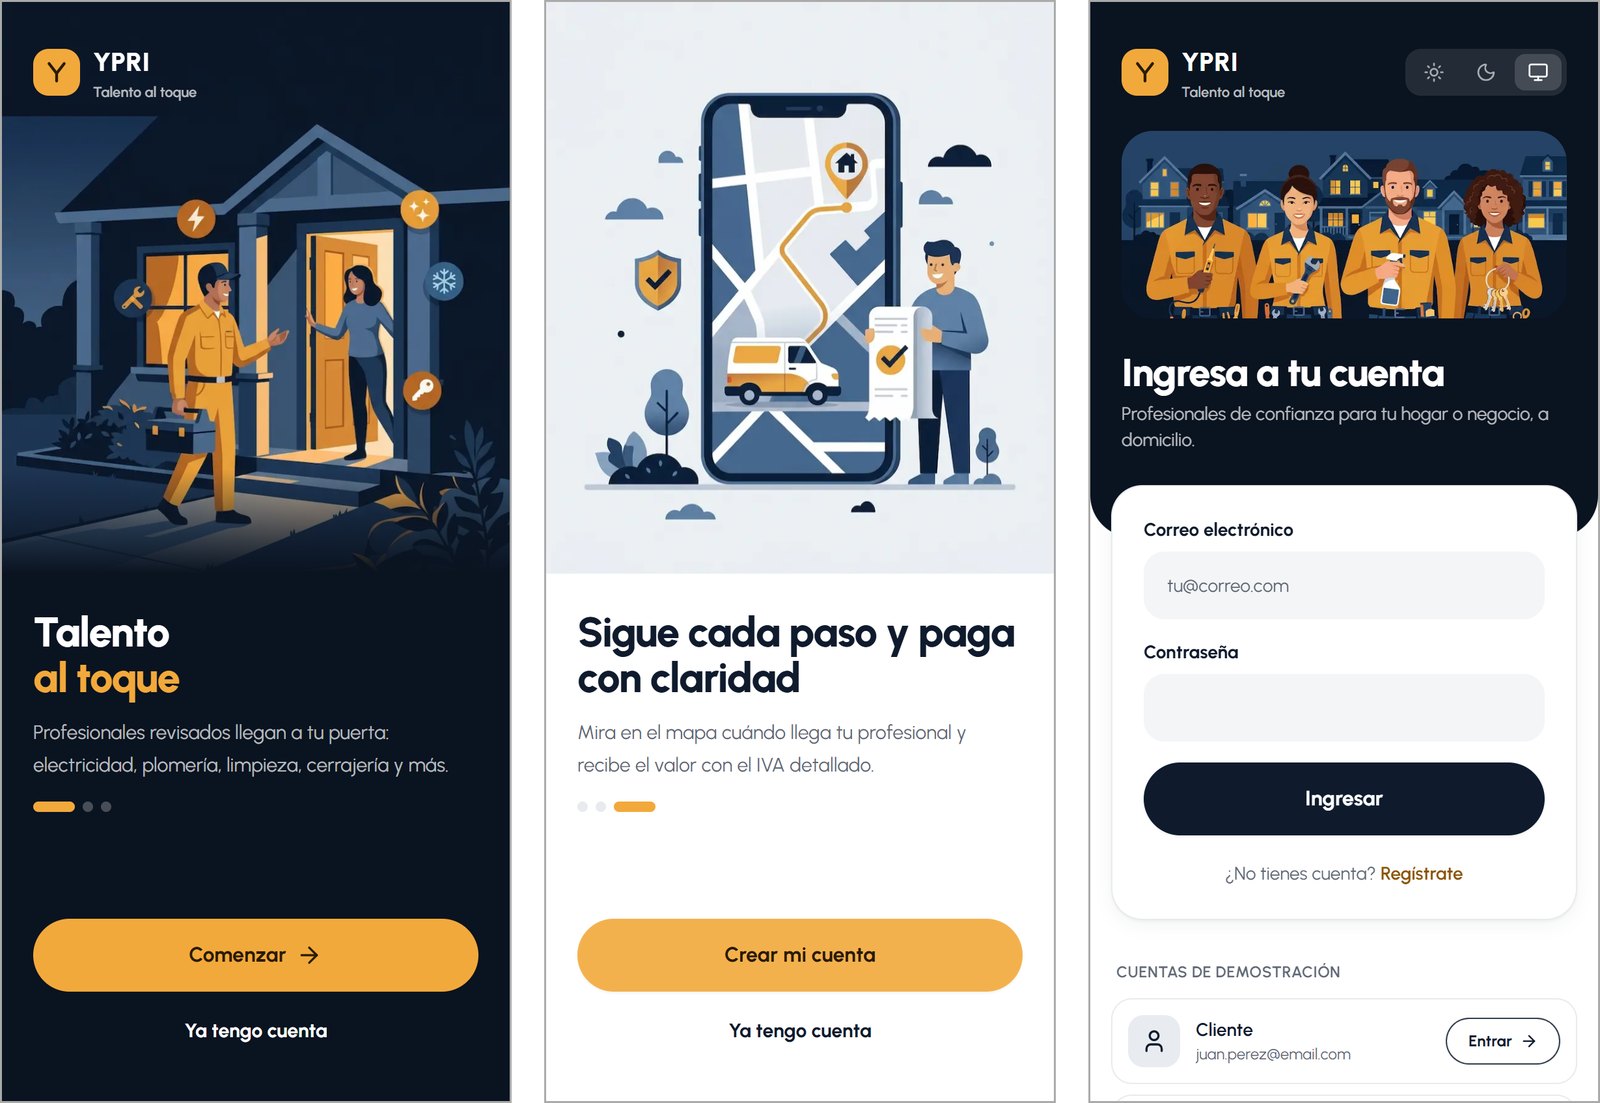 Y
YPRI
Talento al toque
Talento
al toque
Profesionales revisados llegan a tu puerta:
electricidad, plomería, limpieza, cerrajería y más.
Comenzar →
Ya tengo cuenta
Sigue cada paso y paga
con claridad
Mira en el mapa cuándo llega tu profesional y
recibe el valor con el IVA detallado.
Crear mi cuenta
Ya tengo cuenta
Y
YPRI
Talento al toque
Ingresa a tu cuenta
Profesionales de confianza para tu hogar o negocio, a
domicilio.
Correo electrónico
tu@correo.com
Contraseña
Ingresar
¿No tienes cuenta? Regístrate
CUENTAS DE DEMOSTRACIÓN
Cliente
juan.perez@email.com
Entrar →